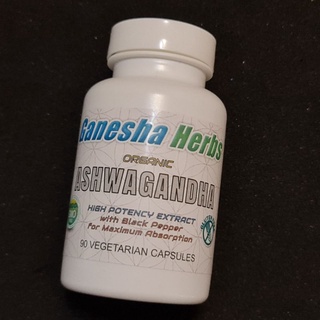 Ganesha Herbs
ORGANIC
ASHWAGANDHA
HIGH POTENCY EXTRACT
with Black Pepper
for Maximum Absorption
90 VEGETARIAN CAPSULES